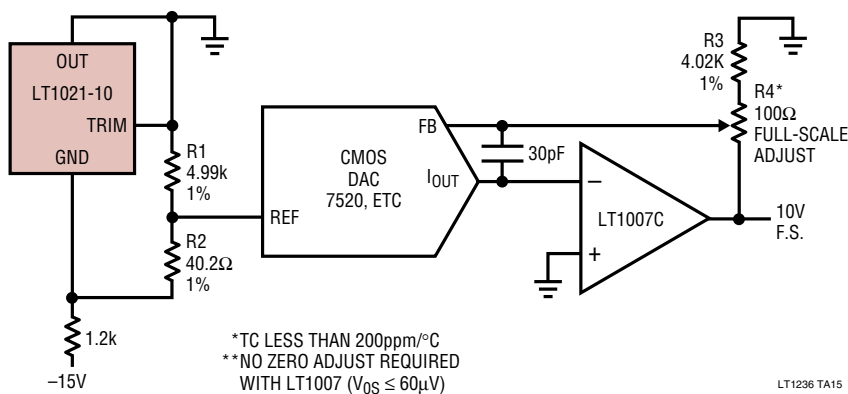 OUT
LT1021-10
TRIM
GND
R1
4.99k
1%
R2
40.2Ω
1%
1.2k
–15V
REF
CMOS
DAC
7520, ETC
FB
IOUT
30pF
–
+
LT1007C
R3
4.02K
1%
R4*
100Ω
FULL-SCALE
ADJUST
10V
F.S.
*TC LESS THAN 200ppm/°C
**NO ZERO ADJUST REQUIRED
WITH LT1007 (V0S ≤ 60µV)
LT1236 TA15